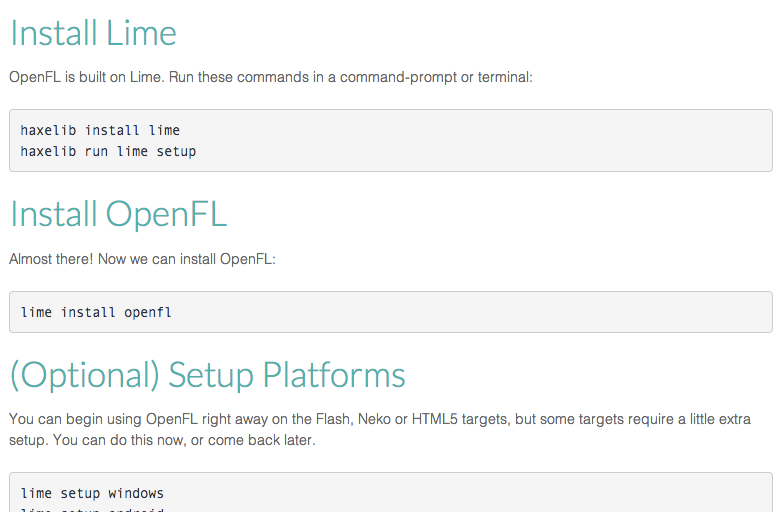 Install Lime
OpenFL is built on Lime. Run these commands in a command-prompt or terminal:
haxelib install lime
haxelib run lime setup
Install OpenFL
Almost there! Now we can install OpenFL:
lime install openfl
(Optional) Setup Platforms
You can begin using OpenFL right away on the Flash, Neko or HTML5 targets, but some targets require a little extra
setup. You can do this now, or come back later.
lime setup windows
lime setup android